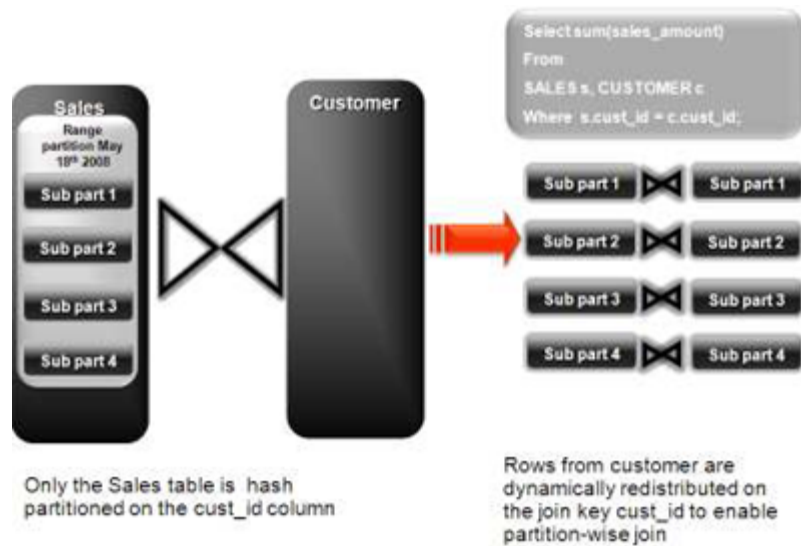 Select sum(sales_amount)
From
SALES s, CUSTOMER c
Where s.cust_id = c.cust_id;
Sales
Range
partition May
18th 2008
Sub part 1
Sub part 2
Sub part 3
Sub part 4
Customer
Sub part 1 Sub part 1
Sub part 2 Sub part 2
Sub part 3 Sub part 3
Sub part 4 Sub part 4
Only the Sales table is hash
partitioned on the cust_id column
Rows from customer are
dynamically redistributed on
the join key cust_id to enable
partition-wise join